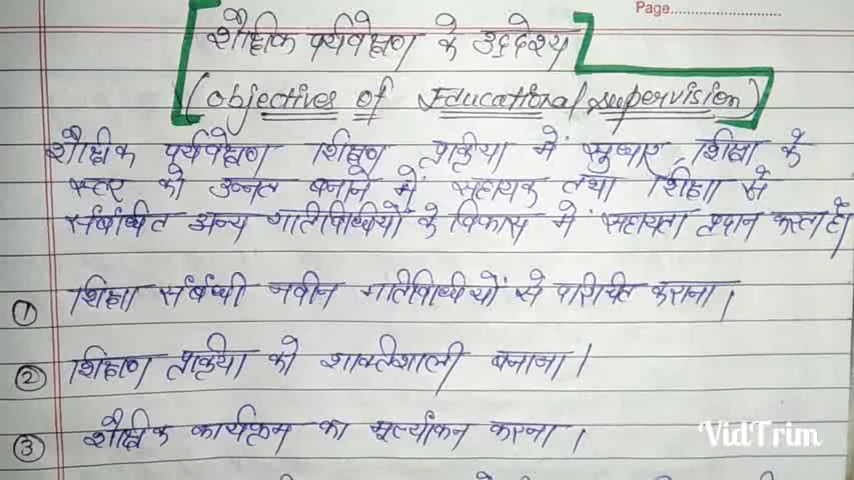 Page....................
शैक्षिक पर्यवेक्षण के उद्देश्य
(objectives of Educational supervision)
शैक्षिक पर्यवेक्षण शिक्षण प्रक्रिया में सुधार, शिक्षा के
स्तर को उन्नत बनाने में सहायक तथा शिक्षा से
संबंधित अन्य गतिविधियों के विकास में सहायता प्रदान करता है।
① शिक्षा संबंधी नवीन गतिविधियों से परिचित कराना।
② शिक्षण प्रक्रिया को शक्तिशाली बनाना।
③ शैक्षिक कार्यक्रम का मूल्यांकन करना।
VidTrim